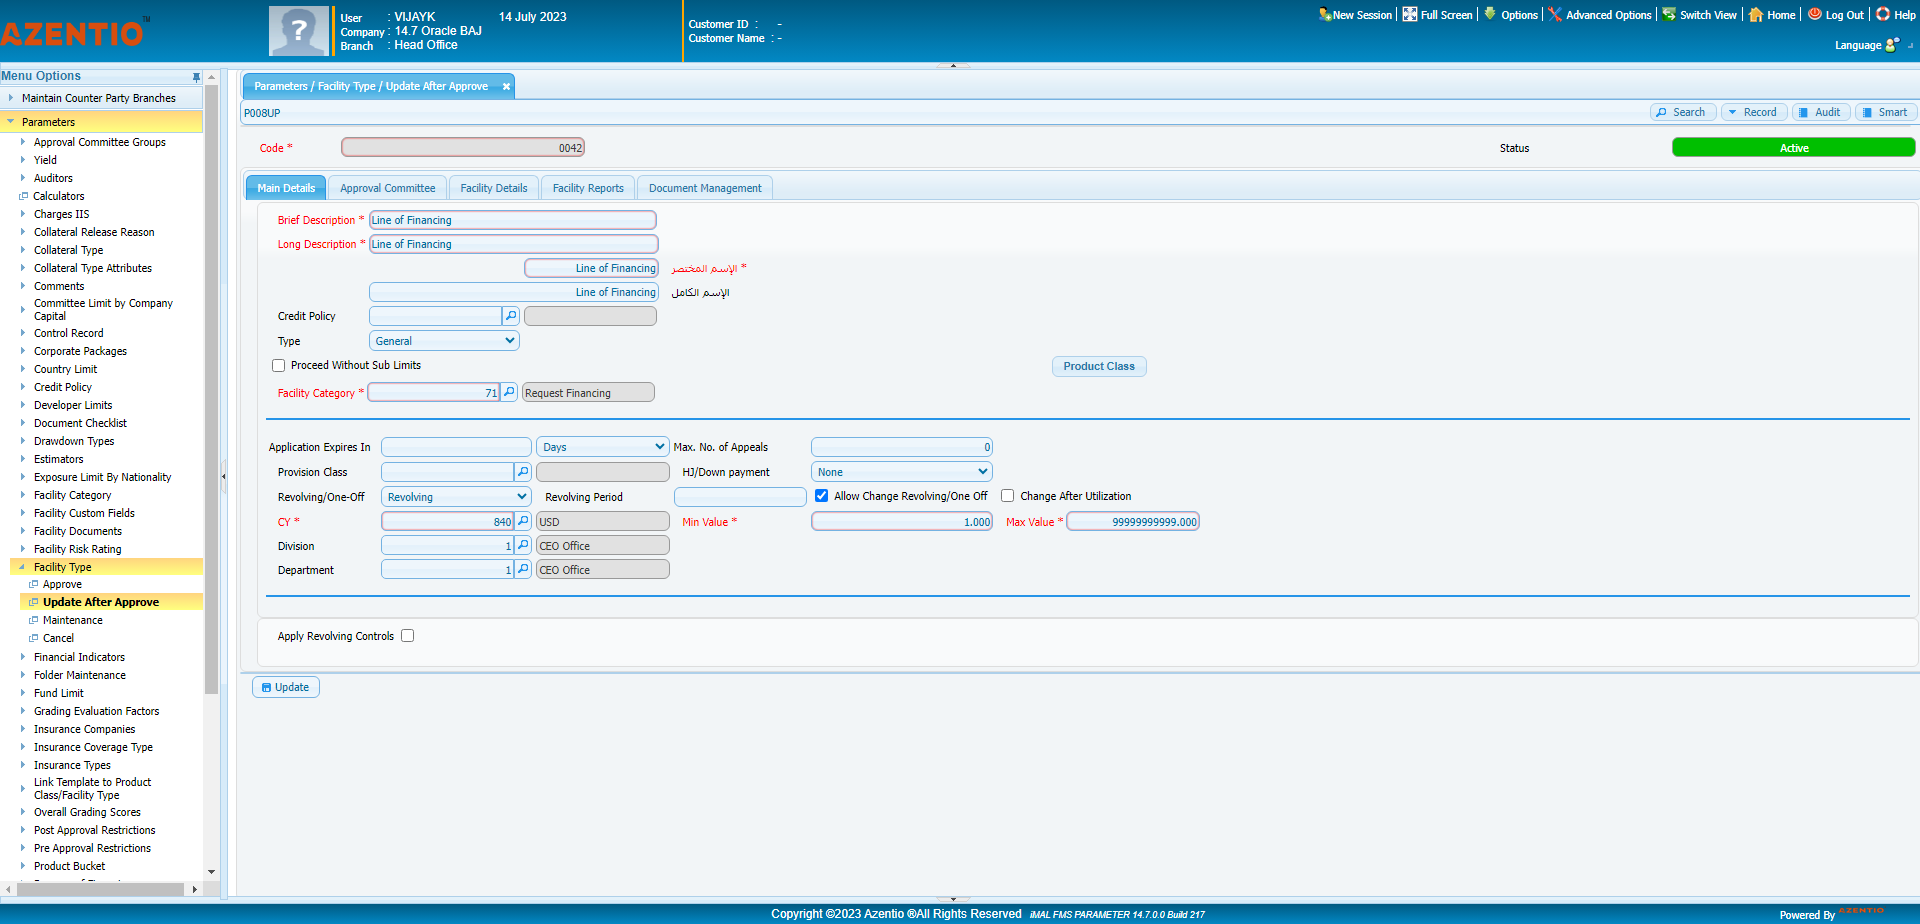 AZENTIO TM
User : VIJAYK 14 July 2023
Company : 14.7 Oracle BAJ
Branch : Head Office
Customer ID : -
Customer Name : -
New Session Full Screen Options Advanced Options Switch View Home Log Out Help
Language
Menu Options
Maintain Counter Party Branches
Parameters
Approval Committee Groups
Yield
Auditors
Calculators
Charges IIS
Collateral Release Reason
Collateral Type
Collateral Type Attributes
Comments
Committee Limit by Company
Capital
Control Record
Corporate Packages
Country Limit
Credit Policy
Developer Limits
Document Checklist
Drawdown Types
Estimators
Exposure Limit By Nationality
Facility Category
Facility Custom Fields
Facility Documents
Facility Risk Rating
Facility Type
Approve
Update After Approve
Maintenance
Cancel
Financial Indicators
Folder Maintenance
Fund Limit
Grading Evaluation Factors
Insurance Companies
Insurance Coverage Type
Insurance Types
Link Template to Product
Class/Facility Type
Overall Grading Scores
Post Approval Restrictions
Pre Approval Restrictions
Product Bucket
Parameters / Facility Type / Update After Approve
P008UP
Search Record Audit Smart
Code * 0042 Status Active
Main Details Approval Committee Facility Details Facility Reports Document Management
Brief Description * Line of Financing
Long Description * Line of Financing
Line of Financing الإسم المختصر *
Line of Financing الإسم الكامل
Credit Policy
Type General
Proceed Without Sub Limits Product Class
Facility Category * 71 Request Financing
Application Expires In Days Max. No. of Appeals 0
Provision Class HJ/Down payment None
Revolving/One-Off Revolving Revolving Period Allow Change Revolving/One Off Change After Utilization
CY * 840 USD Min Value * 1.000 Max Value * 99999999999.000
Division 1 CEO Office
Department 1 CEO Office
Apply Revolving Controls
Update
Copyright ©2023 Azentio ®All Rights Reserved iMAL FMS PARAMETER 14.7.0.0 Build 217
Powered By AZENTIO